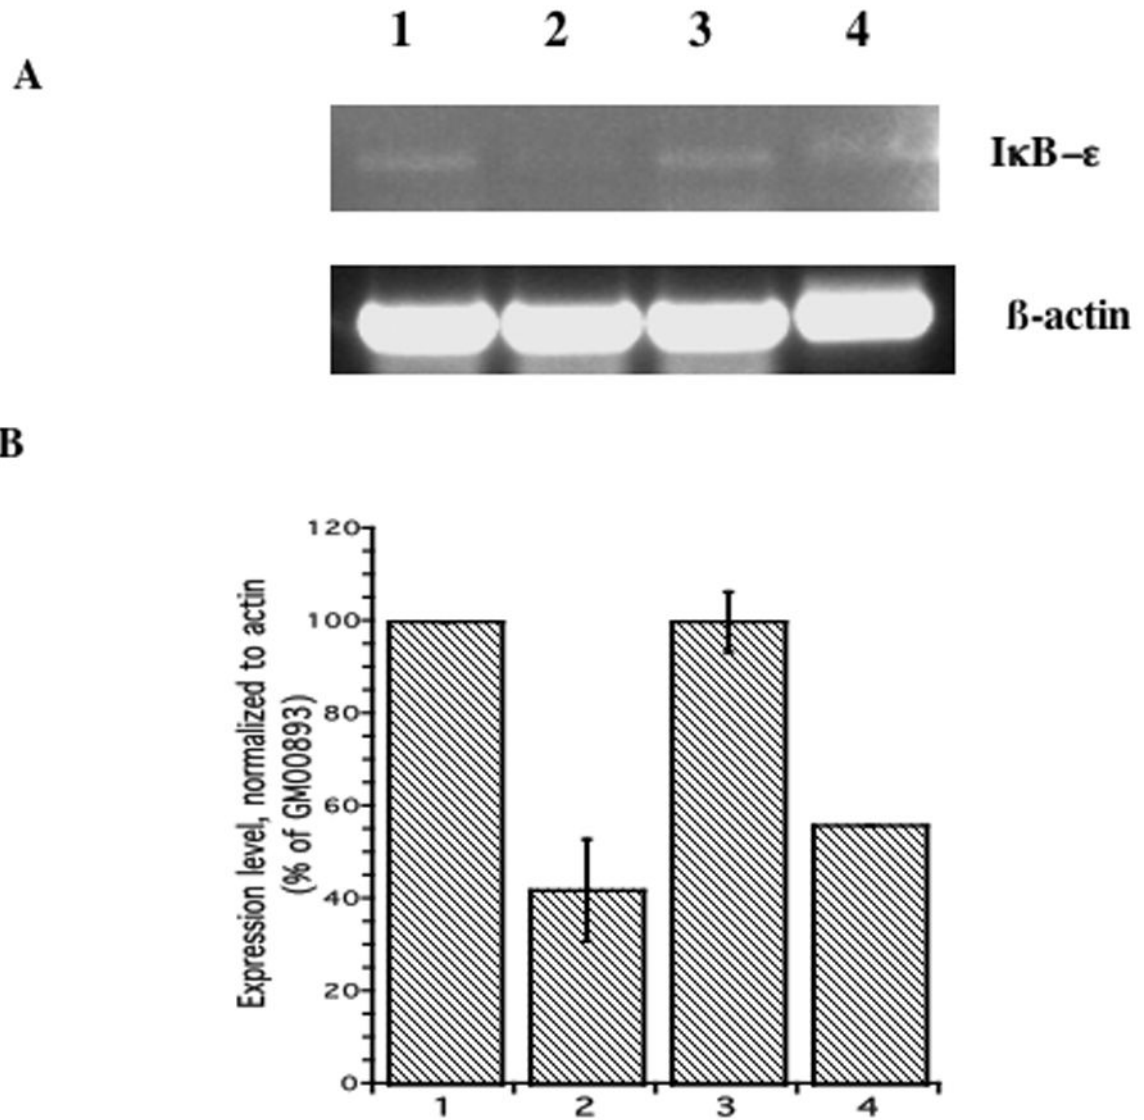 1 2 3 4
A
IκB–ε
ß-actin
B
Expression level, normalized to actin
(% of GM00893)
120
100
80
60
40
20
0
1 2 3 4